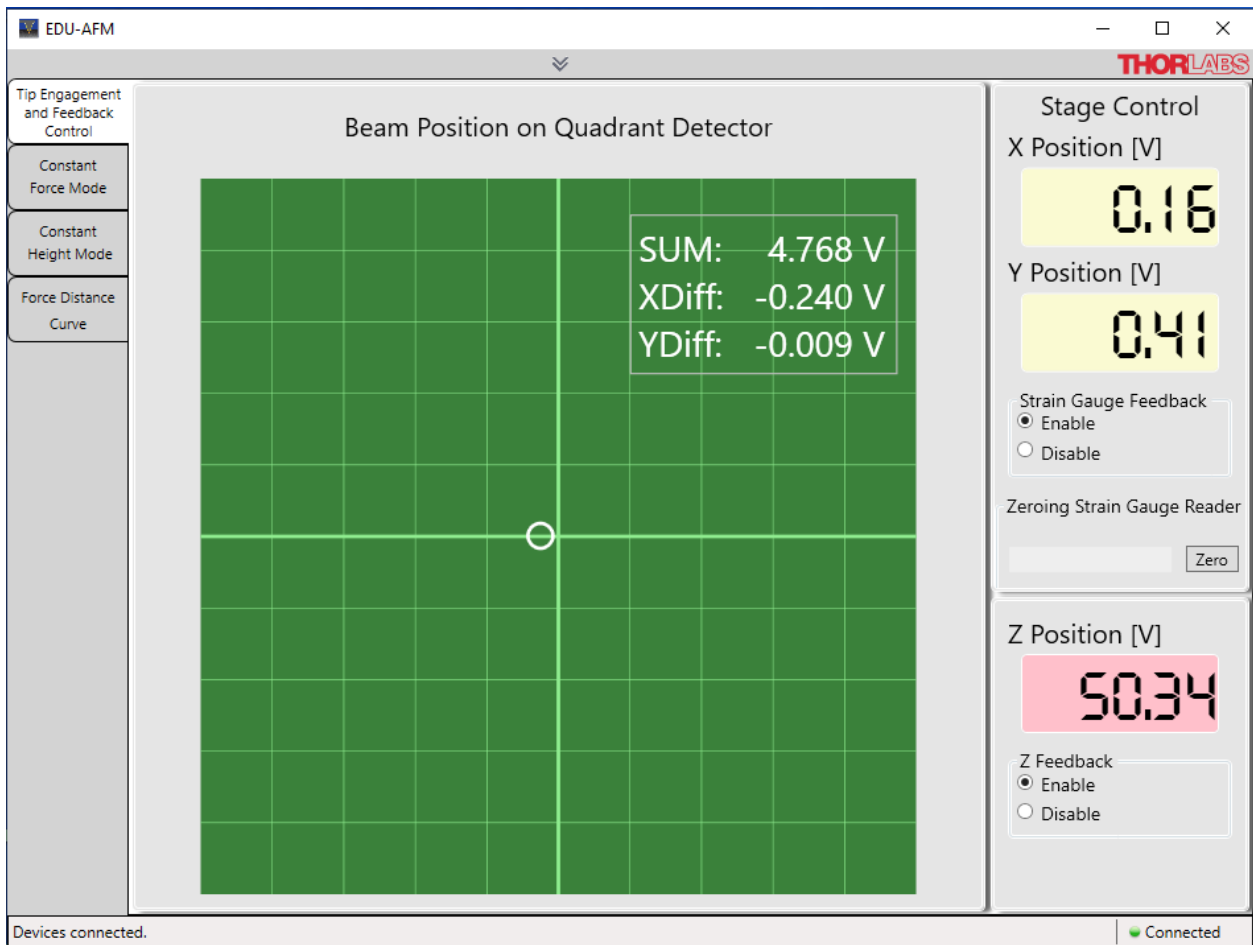 EDU-AFM
THORLABS
Tip Engagement
and Feedback
Control
Constant
Force Mode
Constant
Height Mode
Force Distance
Curve
Beam Position on Quadrant Detector
SUM: 4.768 V
XDiff: -0.240 V
YDiff: -0.009 V
Stage Control
X Position [V]
0.16
Y Position [V]
0.41
Strain Gauge Feedback
Enable
Disable
Zeroing Strain Gauge Reader
Zero
Z Position [V]
50.34
Z Feedback
Enable
Disable
Devices connected.
Connected